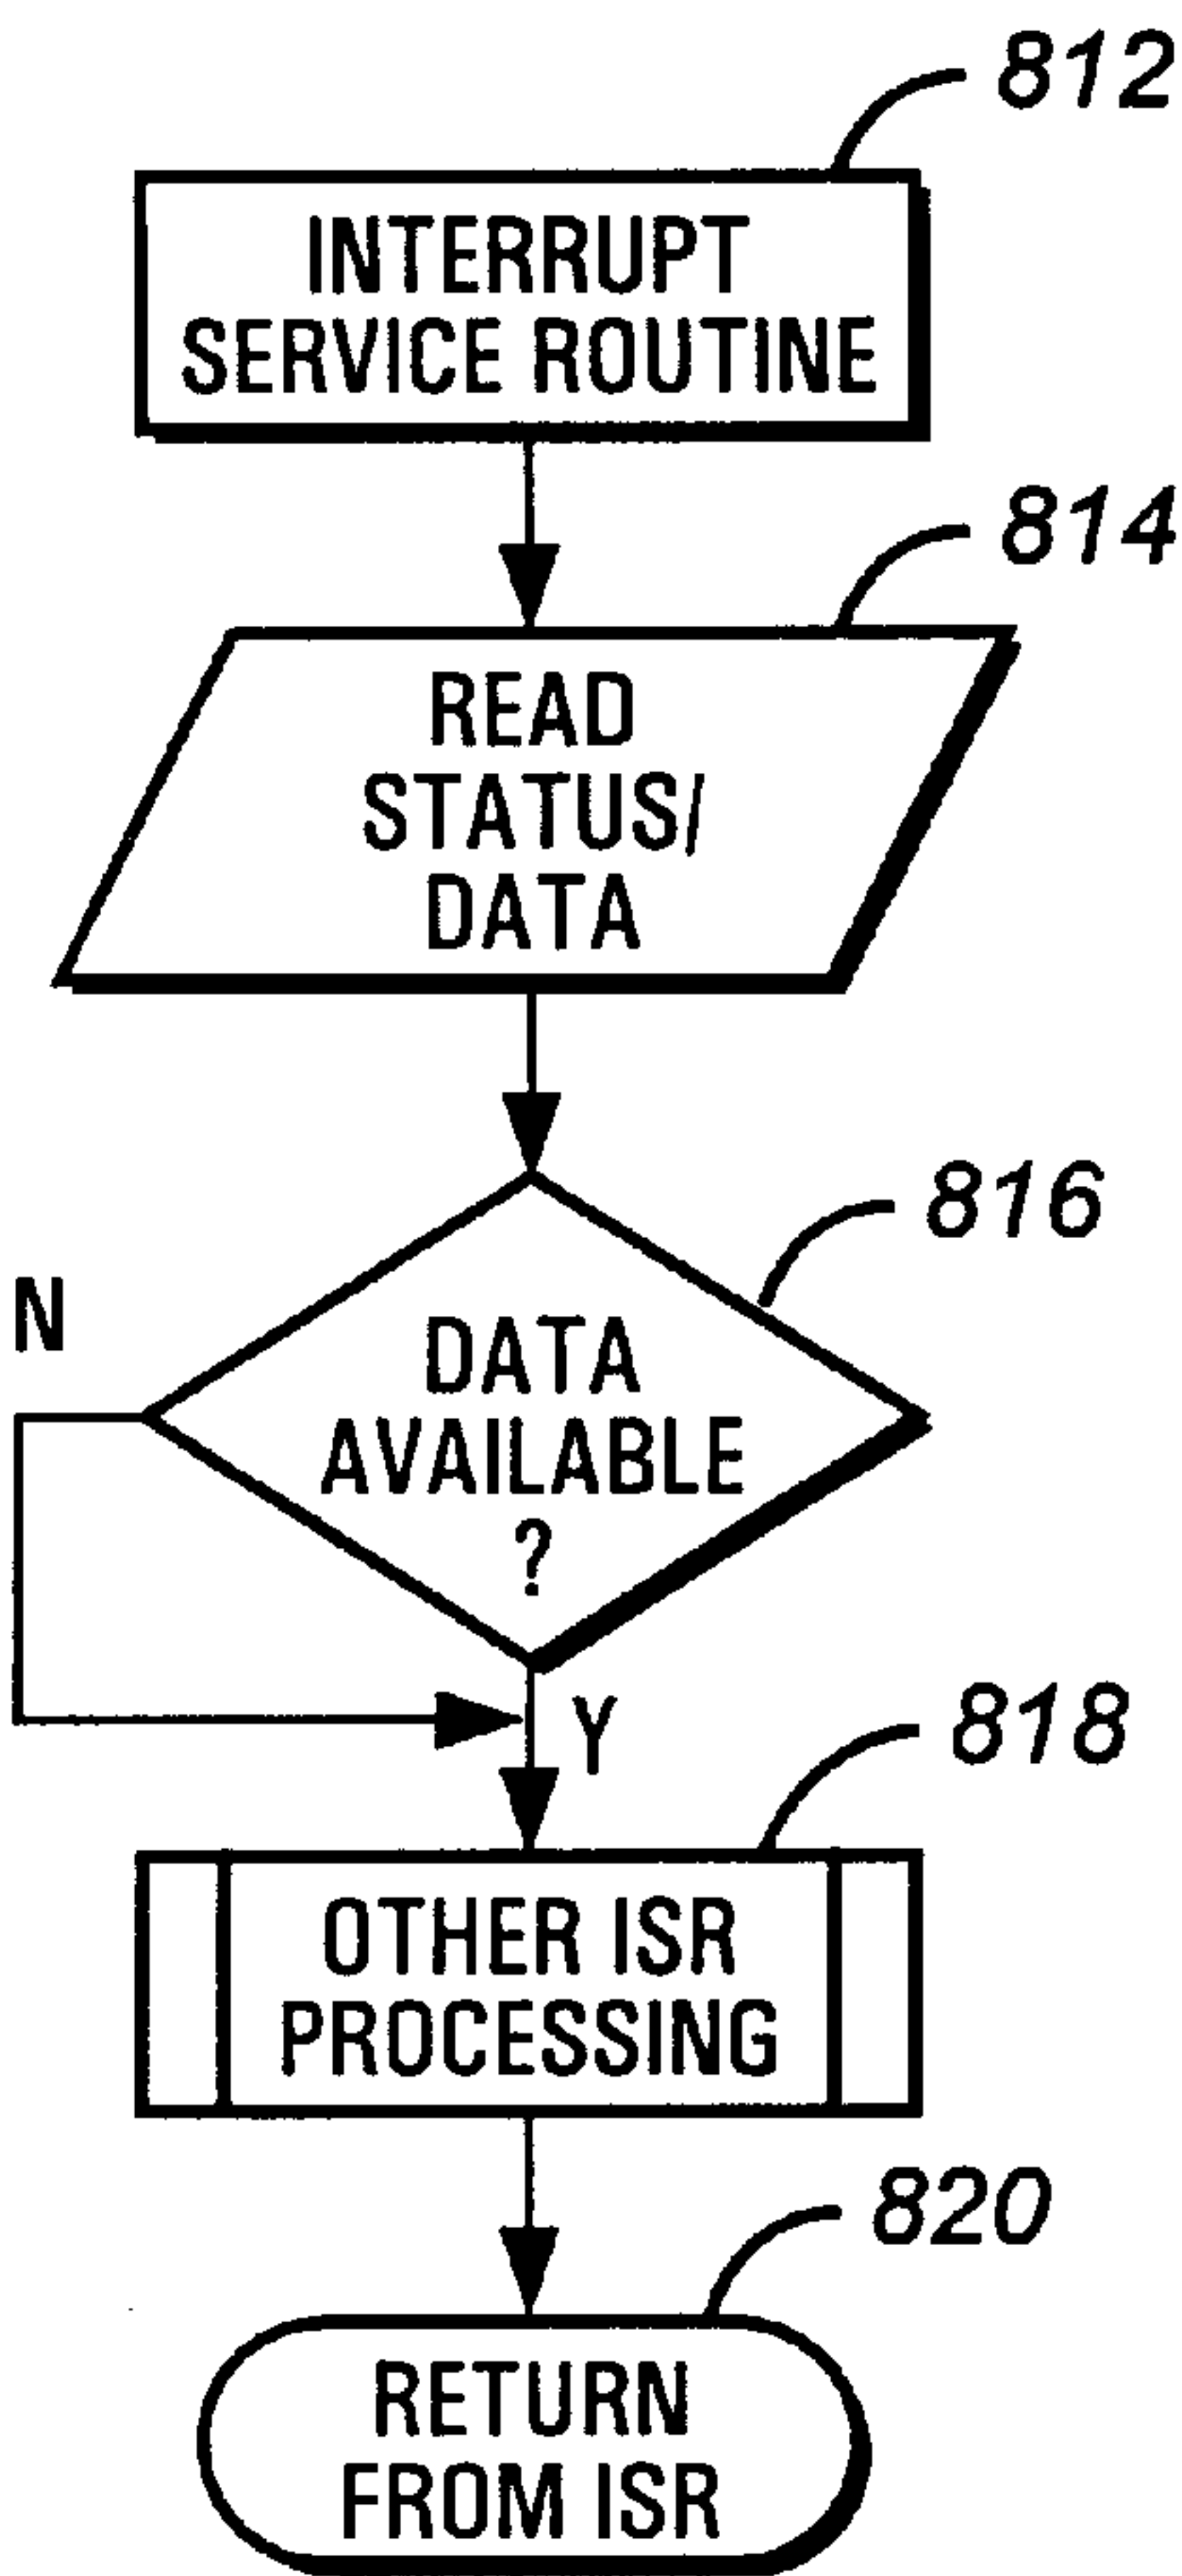 812
INTERRUPT
SERVICE ROUTINE
814
READ
STATUS/
DATA
816
N
DATA
AVAILABLE
?
Y
818
OTHER ISR
PROCESSING
820
RETURN
FROM ISR